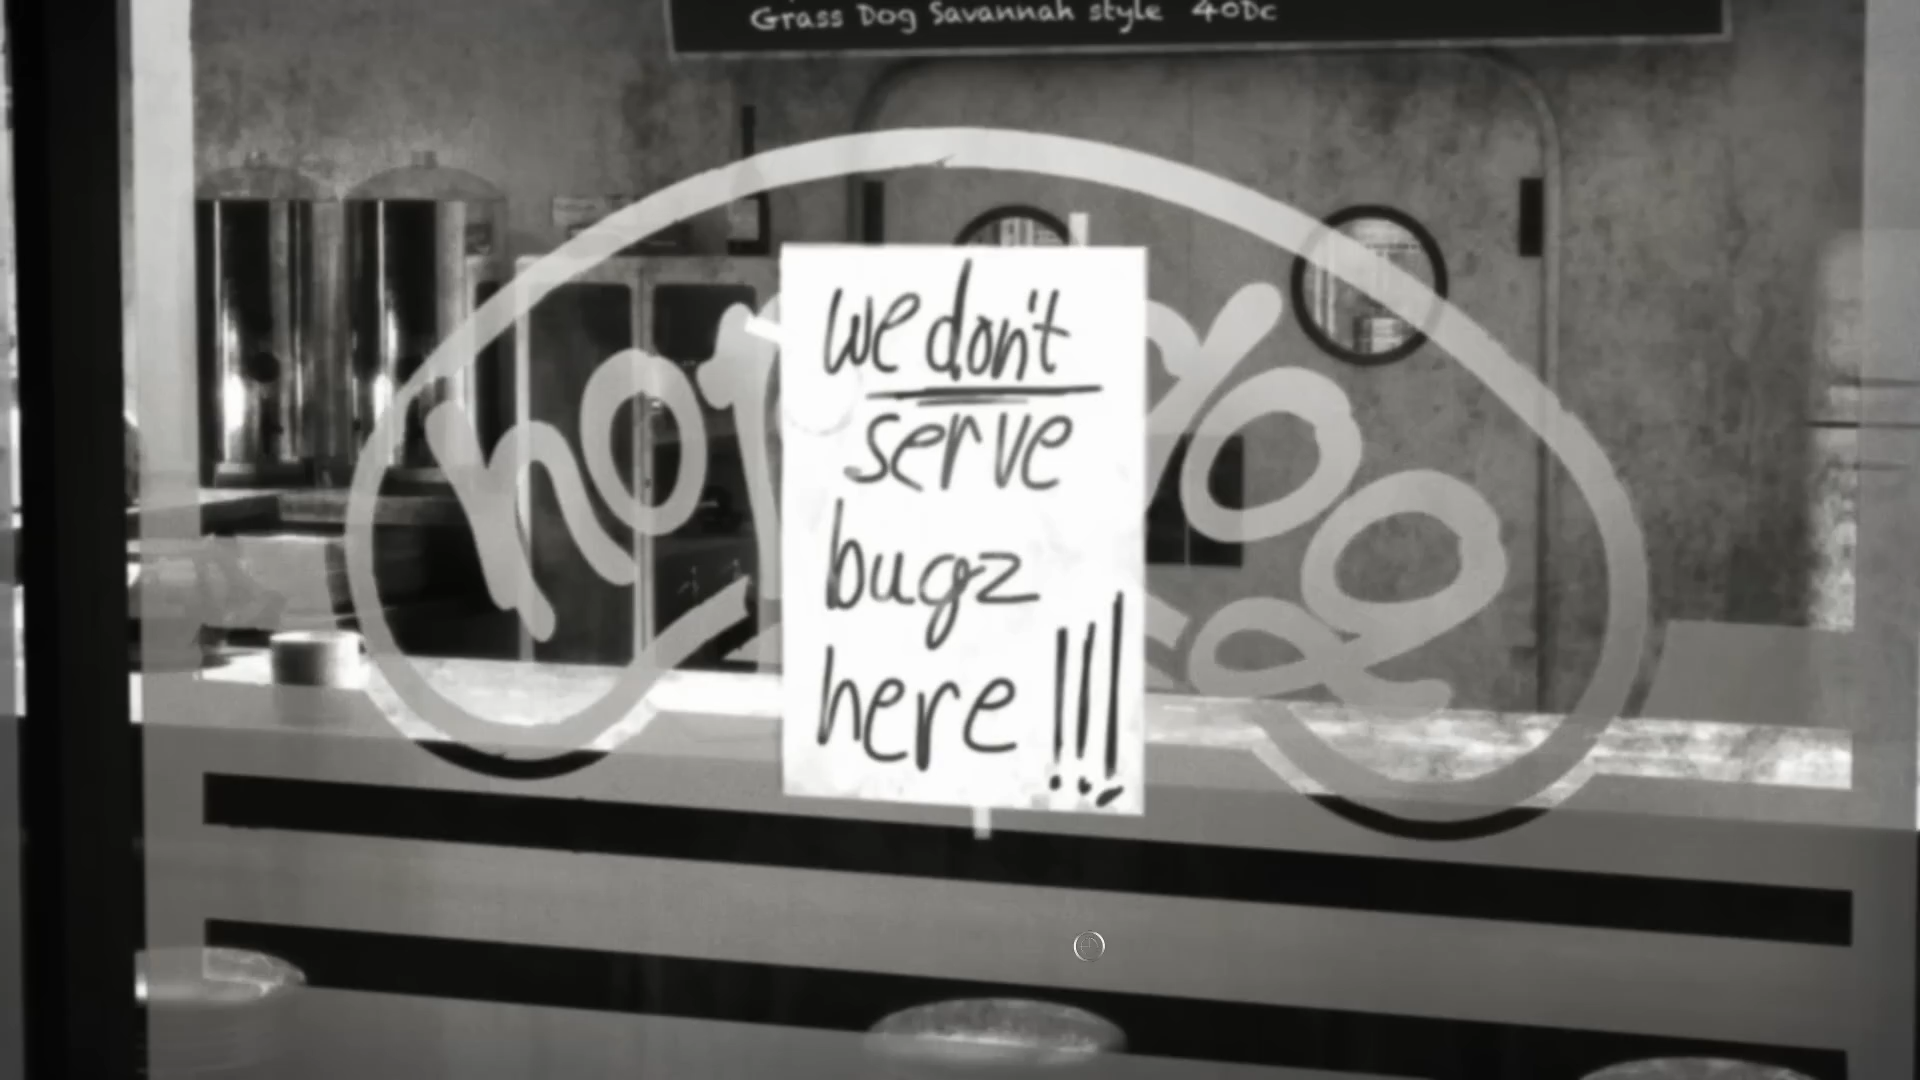 Grass Dog Savannah style 40Dc
we don't
serve
bugz
here!!!